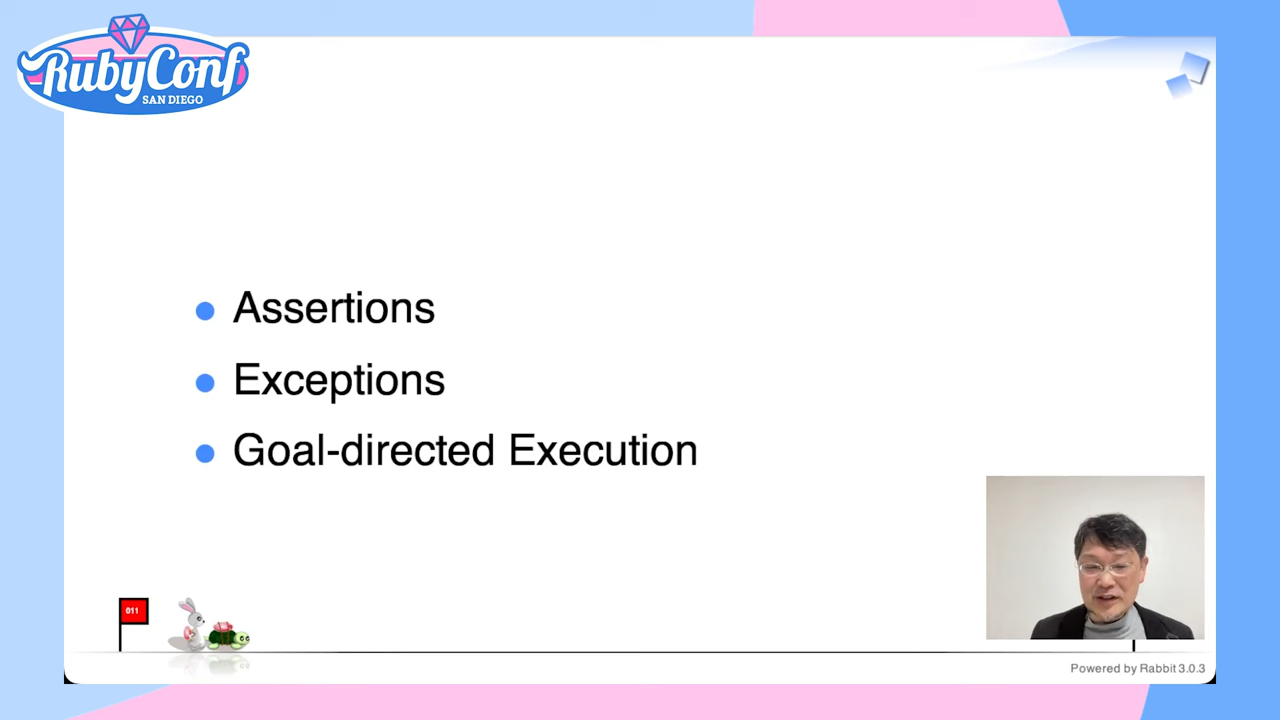 RubyConf
SAN DIEGO
Assertions
Exceptions
Goal-directed Execution
011
Powered by Rabbit 3.0.3